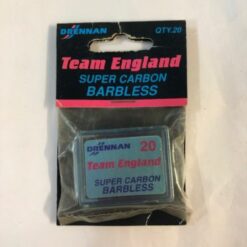 DRENNAN QTY.20
Team England
SUPER CARBON
BARBLESS
DRENNAN 20
Team England
SUPER CARBON
BARBLESS